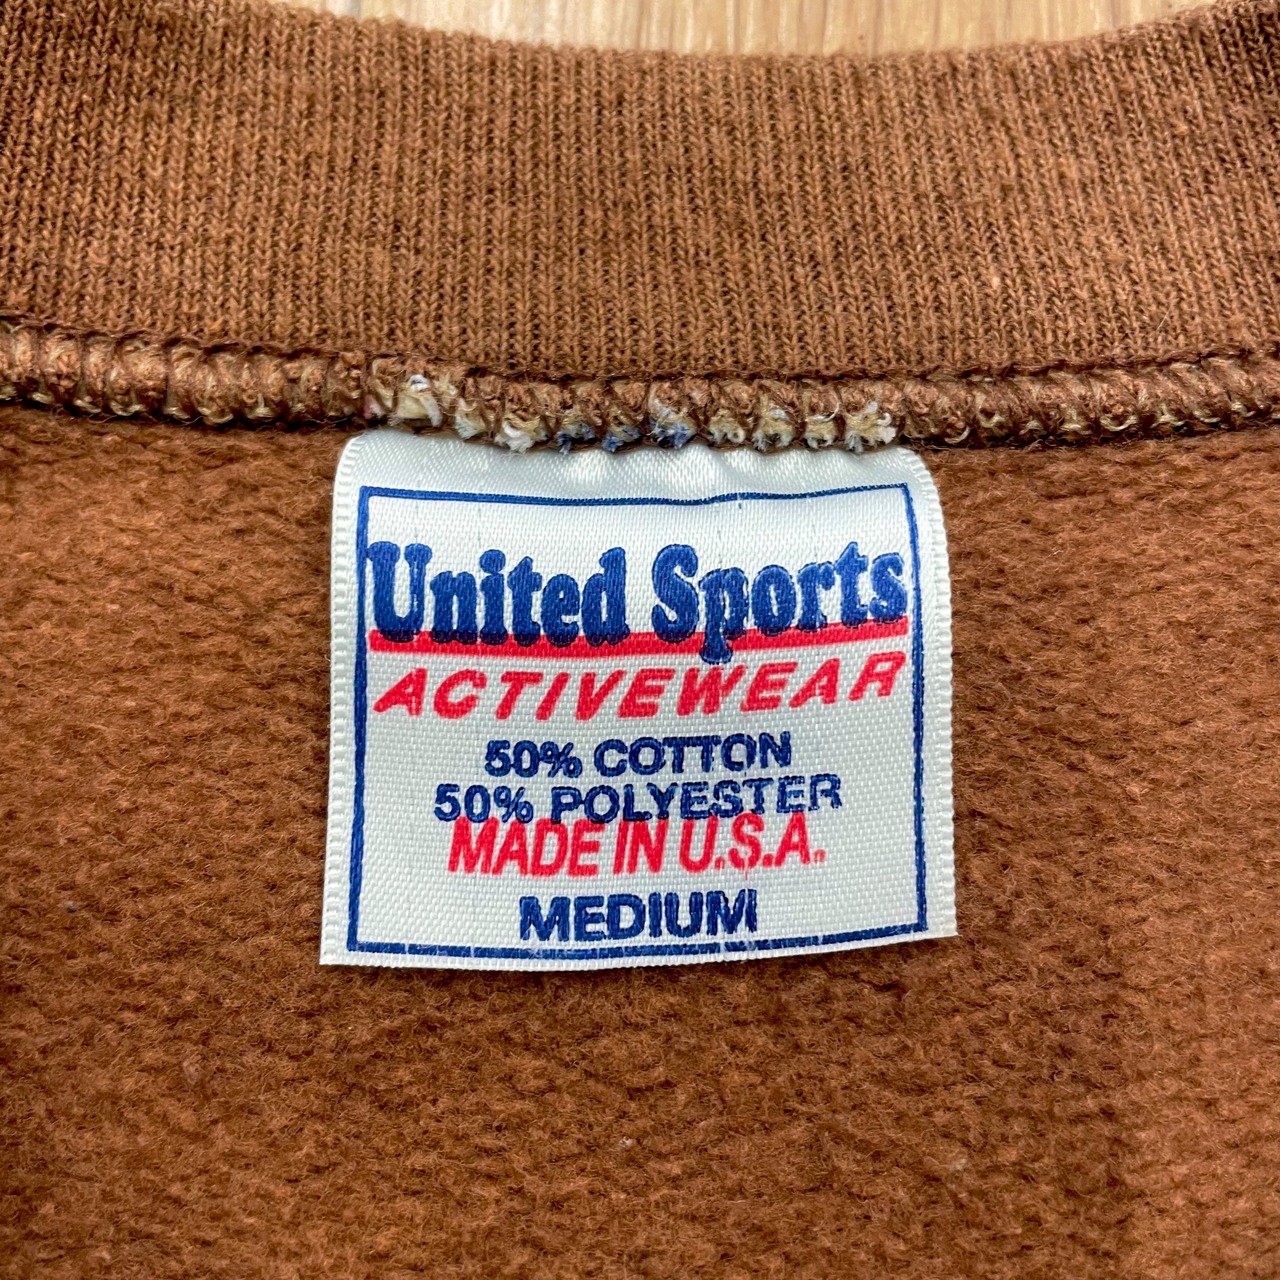 United Sports
ACTIVEWEAR
50% COTTON
50% POLYESTER
MADE IN U.S.A.
MEDIUM